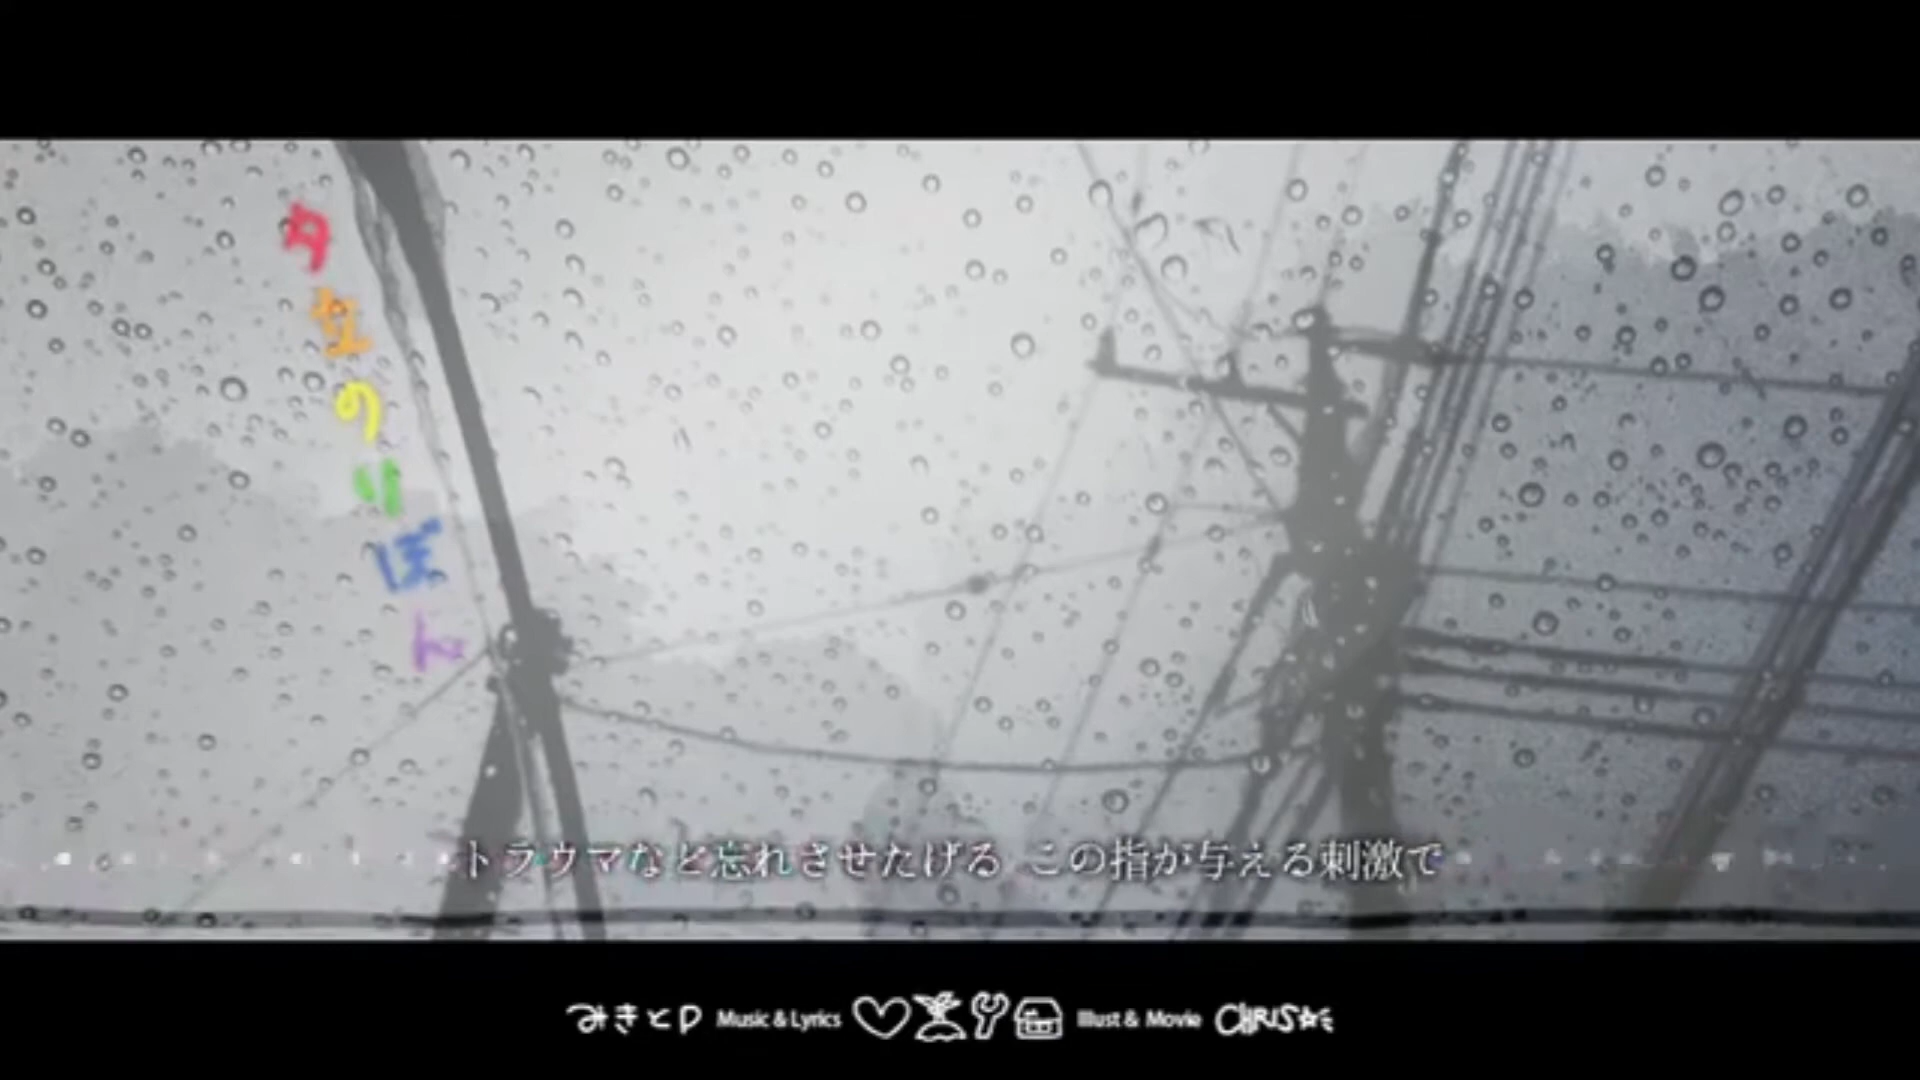 夕立のりぼん
トラウマなど忘れさせたげる この指が与える刺激で
みきとP Music & Lyrics Illust & Movie CHRIS